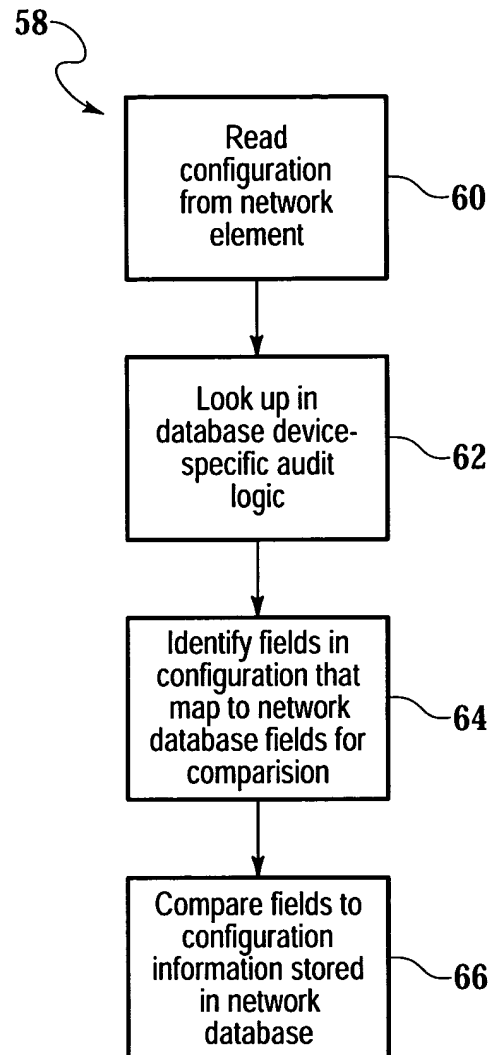 58
Read
configuration
from network
element
60
Look up in
database device-
specific audit
logic
62
Identify fields in
configuration that
map to network
database fields for
comparision
64
Compare fields to
configuration
information stored
in network
database
66